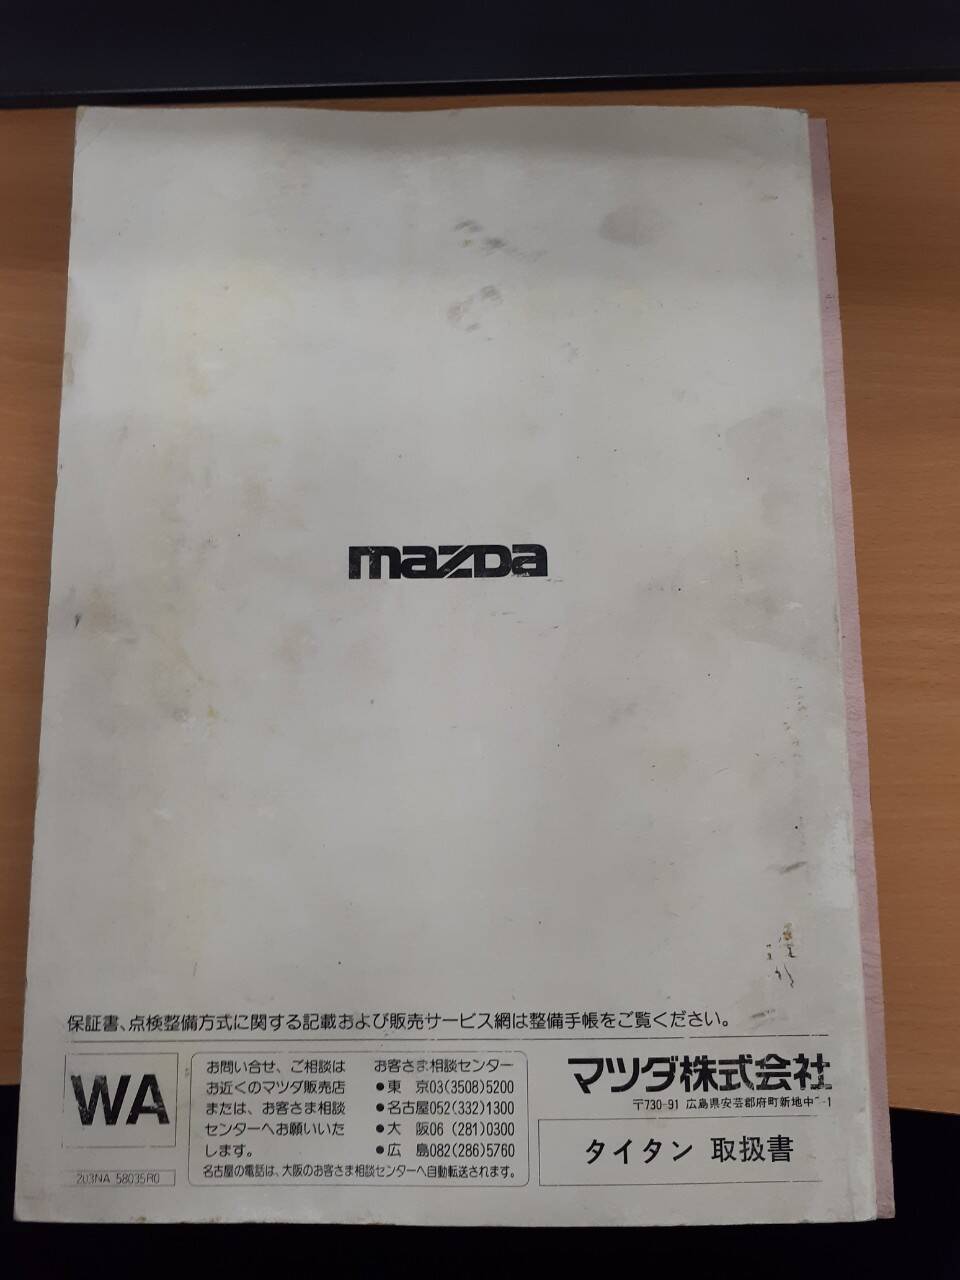 mazda
保証書、点検整備方式に関する記載および販売サービス網は整備手帳をご覧ください。
WA
お問い合せ、ご相談は
お近くのマツダ販売店
または、お客さま相談
センターへお願いいた
します。
お客さま相談センター
●東 京03(3508)5200
●名古屋052(332)1300
●大 阪06(281)0300
●広 島082(286)5760
名古屋の電話は、大阪のお客さま相談センターへ自動転送されます。
マツダ株式会社
〒730-91 広島県安芸郡府町新地
タイタン 取扱書
58035R0